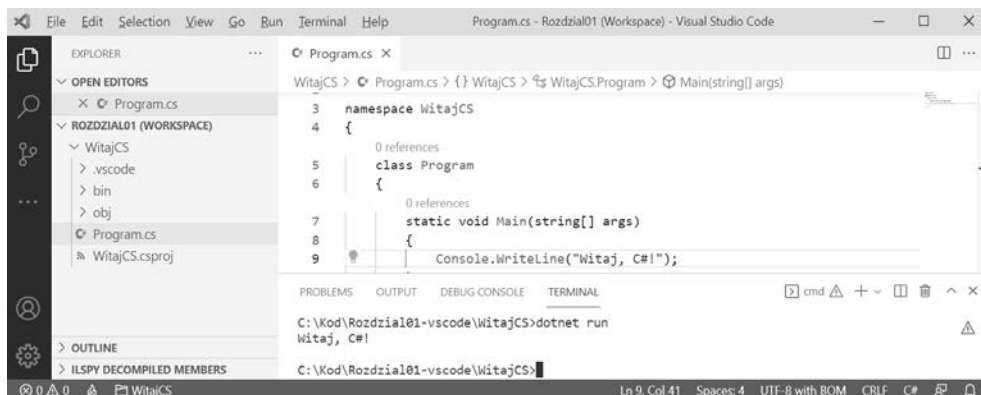 File Edit Selection View Go Run Terminal Help Program.cs - Rozdzial01 (Workspace) - Visual Studio Code
EXPLORER
OPEN EDITORS
Program.cs
ROZDZIAL01 (WORKSPACE)
WitajCS
.vscode
bin
obj
Program.cs
WitajCS.csproj
OUTLINE
ILSPY DECOMPILED MEMBERS
Program.cs
WitajCS > Program.cs > {} WitajCS > WitajCS.Program > Main(string[] args)
3 namespace WitajCS
4 {
0 references
5 class Program
6 {
0 references
7 static void Main(string[] args)
8 {
9 Console.WriteLine("Witaj, C#!");
PROBLEMS OUTPUT DEBUG CONSOLE TERMINAL cmd
C:\Kod\Rozdzial01-vscode\WitajCS>dotnet run
Witaj, C#!
C:\Kod\Rozdzial01-vscode\WitajCS>
0 0 WitajCS Ln 9, Col 41 Spaces: 4 UTF-8 with BOM CRLF C#